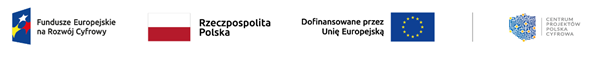 Fundusze Europejskie
na Rozwój Cyfrowy
Rzeczpospolita
Polska
Dofinansowane przez
Unię Europejską
CENTRUM
PROJEKTÓW
POLSKA
CYFROWA